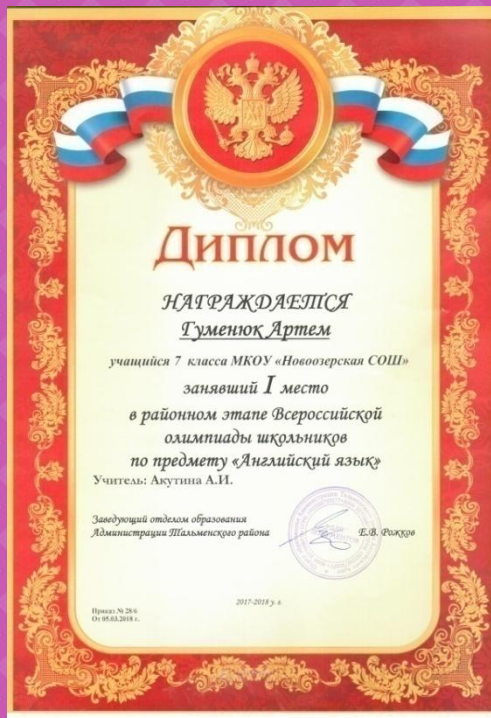 Диплом
НАГРАЖДАЕТСЯ
Гуменюк Артем
учащийся 7 класса МКОУ «Новоозерская СОШ»
занявший I место
в районном этапе Всероссийской
олимпиады школьников
по предмету «Английский язык»
Учитель: Акутина А.И.
Заведующий отделом образования
Администрации Тальменского района Е.В. Рожков
2017-2018 у. г.
Приказ № 28/6
От 05.03.2018 г.